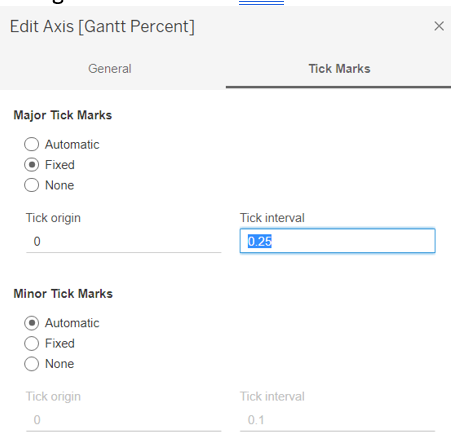 Edit Axis [Gantt Percent] ×
General Tick Marks
Major Tick Marks
Automatic
Fixed
None
Tick origin Tick interval
0 0.25
Minor Tick Marks
Automatic
Fixed
None
Tick origin Tick interval
0 0.1